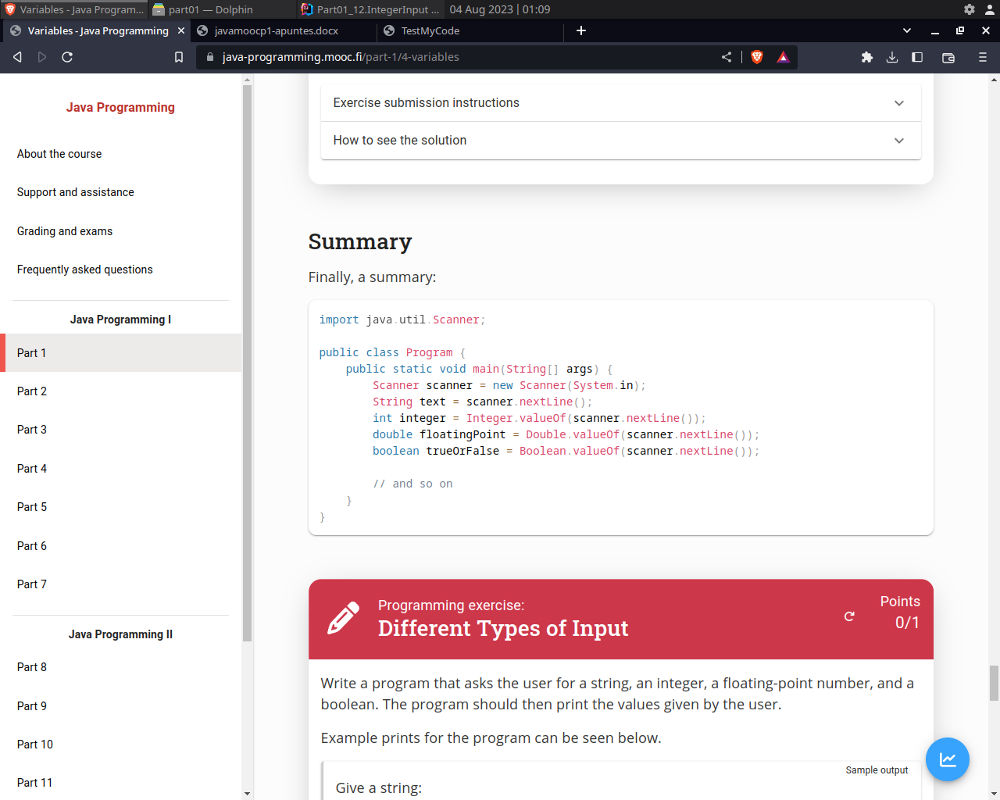 Variables - Java Program...
part01 — Dolphin
Part01_12.IntegerInput ...
04 Aug 2023 | 01:09
Variables - Java Programming
javamoocp1-apuntes.docx
TestMyCode
java-programming.mooc.fi/part-1/4-variables
Java Programming
About the course
Support and assistance
Grading and exams
Frequently asked questions
Java Programming I
Part 1
Part 2
Part 3
Part 4
Part 5
Part 6
Part 7
Java Programming II
Part 8
Part 9
Part 10
Part 11
Exercise submission instructions
How to see the solution
Summary
Finally, a summary:
import java.util.Scanner;
public class Program {
    public static void main(String[] args) {
        Scanner scanner = new Scanner(System.in);
        String text = scanner.nextLine();
        int integer = Integer.valueOf(scanner.nextLine());
        double floatingPoint = Double.valueOf(scanner.nextLine());
        boolean trueOrFalse = Boolean.valueOf(scanner.nextLine());
        // and so on
    }
}
Programming exercise:
Different Types of Input
Points
0/1
Write a program that asks the user for a string, an integer, a floating-point number, and a
boolean. The program should then print the values given by the user.
Example prints for the program can be seen below.
Sample output
Give a string: